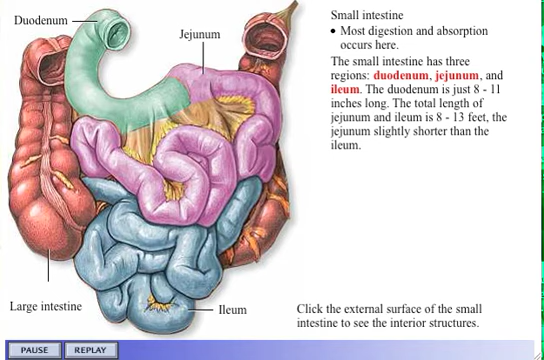 Duodenum
Jejunum
Large intestine
Ileum
Small intestine
• Most digestion and absorption
occurs here.
The small intestine has three
regions: duodenum, jejunum, and
ileum. The duodenum is just 8 - 11
inches long. The total length of
jejunum and ileum is 8 - 13 feet, the
jejunum slightly shorter than the
ileum.
Click the external surface of the small
intestine to see the interior structures.
PAUSE
REPLAY